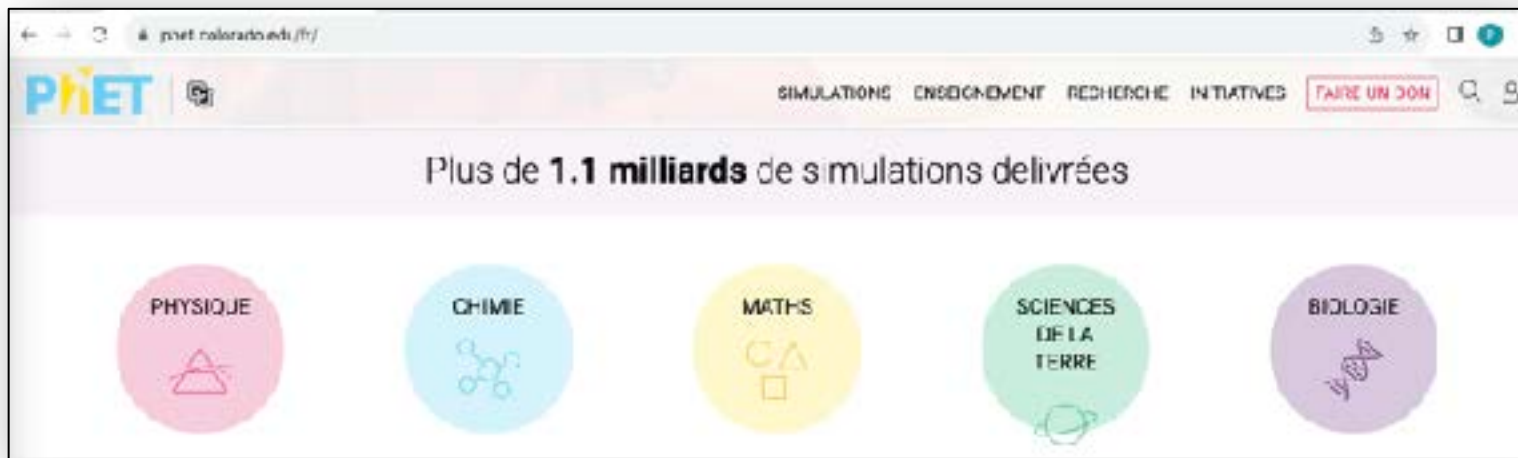 phet.colorado.edu/fr/
PhET
SIMULATIONS ENSEIGNEMENT RECHERCHE INITIATIVES FAIRE UN DON
Plus de 1.1 milliards de simulations delivrées
PHYSIQUE
CHIMIE
MATHS
SCIENCES
DE LA
TERRE
BIOLOGIE